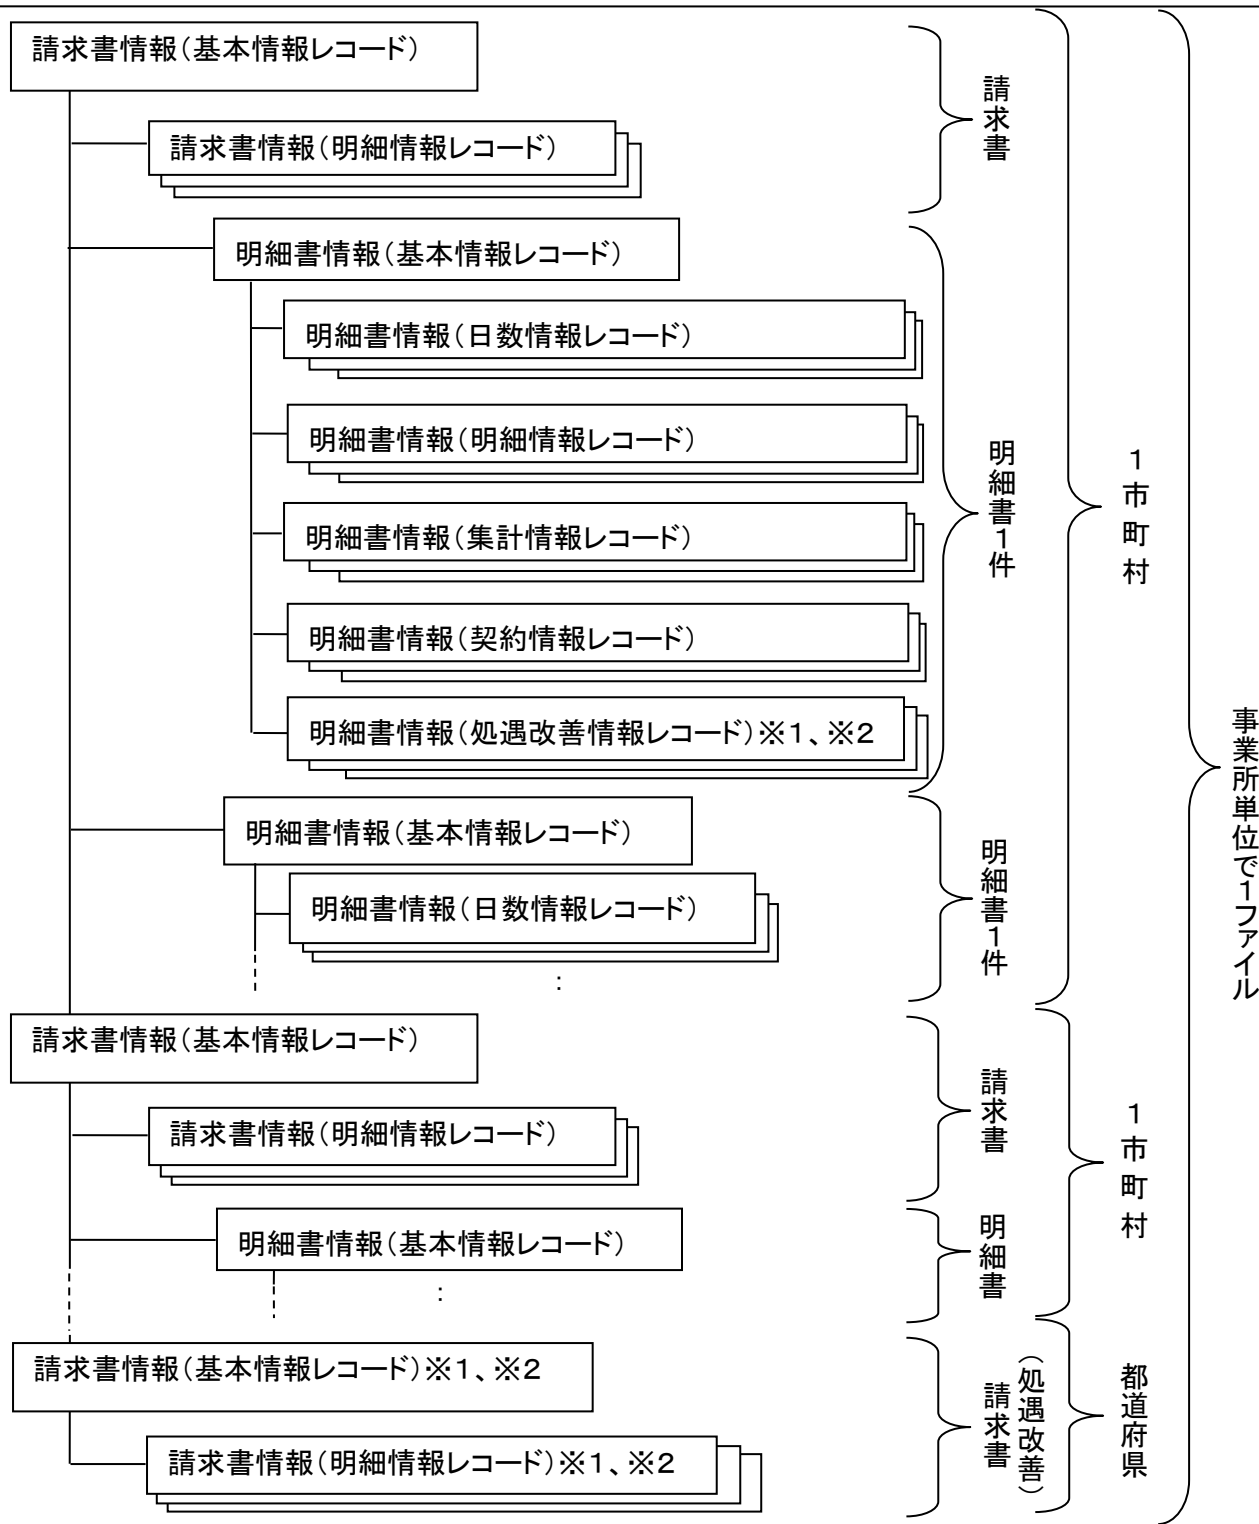 請求書情報（基本情報レコード）
請求書情報（明細情報レコード）
請求書
明細書情報（基本情報レコード）
明細書情報（日数情報レコード）
明細書情報（明細情報レコード）
明細書情報（集計情報レコード）
明細書情報（契約情報レコード）
明細書情報（処遇改善情報レコード）※１、※２
明細書１件
明細書情報（基本情報レコード）
明細書情報（日数情報レコード）
：
明細書１件
１市町村
請求書情報（基本情報レコード）
請求書情報（明細情報レコード）
請求書
明細書情報（基本情報レコード）
：
明細書
１市町村
請求書情報（基本情報レコード）※１、※２
請求書情報（明細情報レコード）※１、※２
（処遇改善）
請求書
都道府県
事業所単位で１ファイル